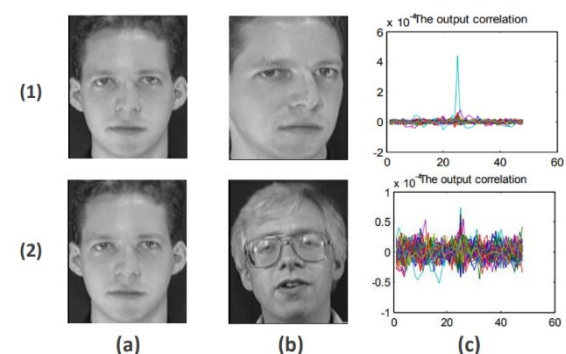 x 10⁻⁴ The output correlation
6
4
2
0
-2
0 20 40 60
(1)
x 10⁻⁴ The output correlation
1
0.5
0
-0.5
-1
0 20 40 60
(2)
(a) (b) (c)